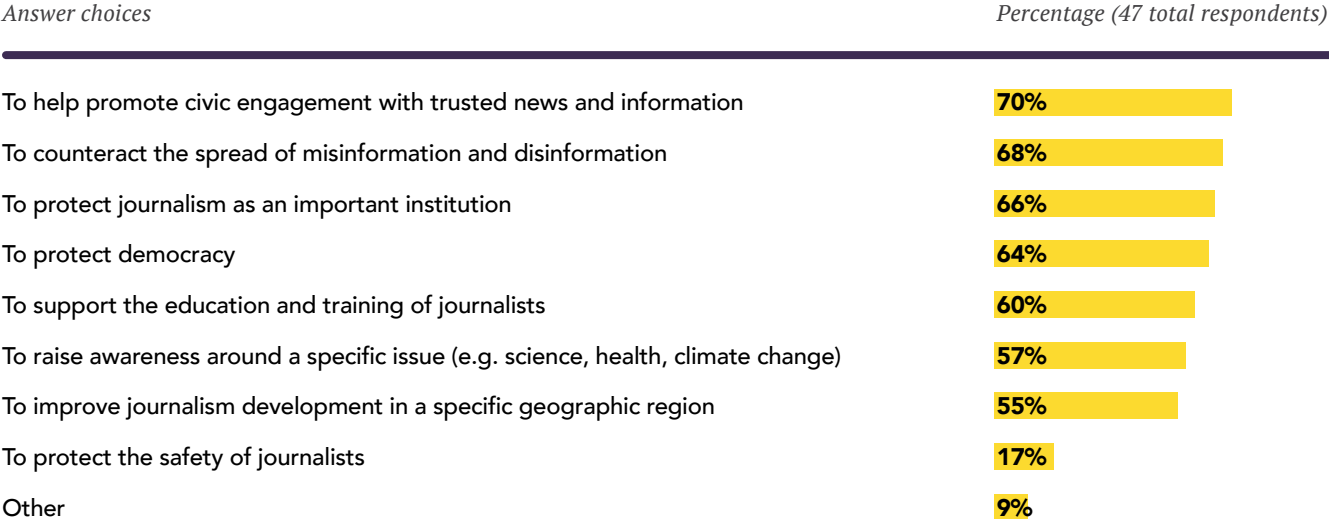 Answer choices Percentage (47 total respondents)
To help promote civic engagement with trusted news and information 70%
To counteract the spread of misinformation and disinformation 68%
To protect journalism as an important institution 66%
To protect democracy 64%
To support the education and training of journalists 60%
To raise awareness around a specific issue (e.g. science, health, climate change) 57%
To improve journalism development in a specific geographic region 55%
To protect the safety of journalists 17%
Other 9%